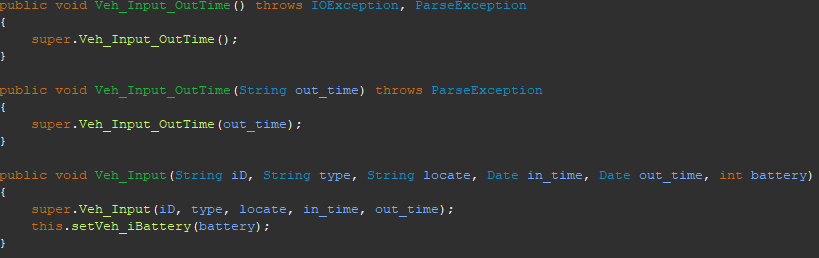 public void Veh_Input_OutTime() throws IOException, ParseException
{
super.Veh_Input_OutTime();
}
public void Veh_Input_OutTime(String out_time) throws ParseException
{
super.Veh_Input_OutTime(out_time);
}
public void Veh_Input(String iD, String type, String locate, Date in_time, Date out_time, int battery)
{
super.Veh_Input(iD, type, locate, in_time, out_time);
this.setVeh_iBattery(battery);
}